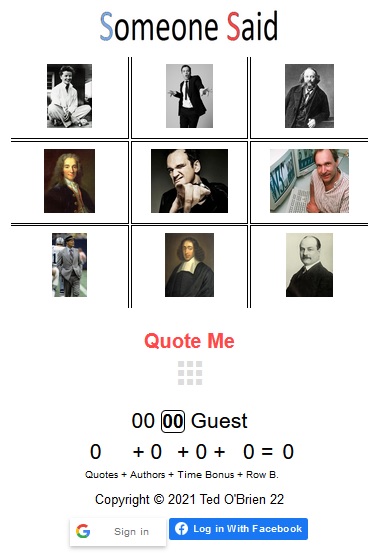 Someone Said
Quote Me
00 00 Guest
0 + 0 + 0 + 0 = 0
Quotes + Authors + Time Bonus + Row B.
Copyright © 2021 Ted O'Brien 22
Sign in
Log in With Facebook